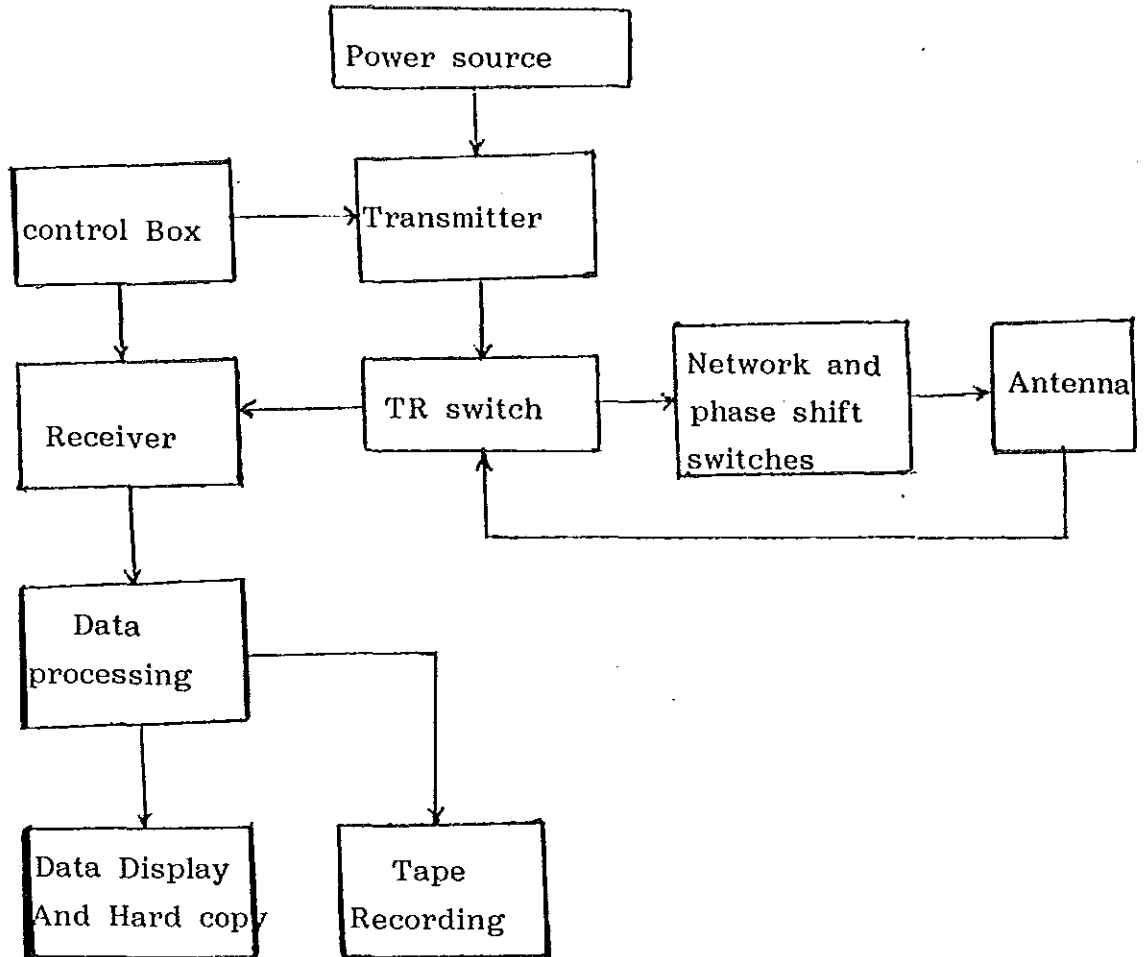 Power source
control Box
Transmitter
Receiver
TR switch
Network and
phase shift
switches
Antenna
Data
processing
Data Display
And Hard copy
Tape
Recording